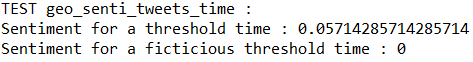 TEST geo_senti_tweets_time :
Sentiment for a threshold time : 0.05714285714285714
Sentiment for a ficticious threshold time : 0